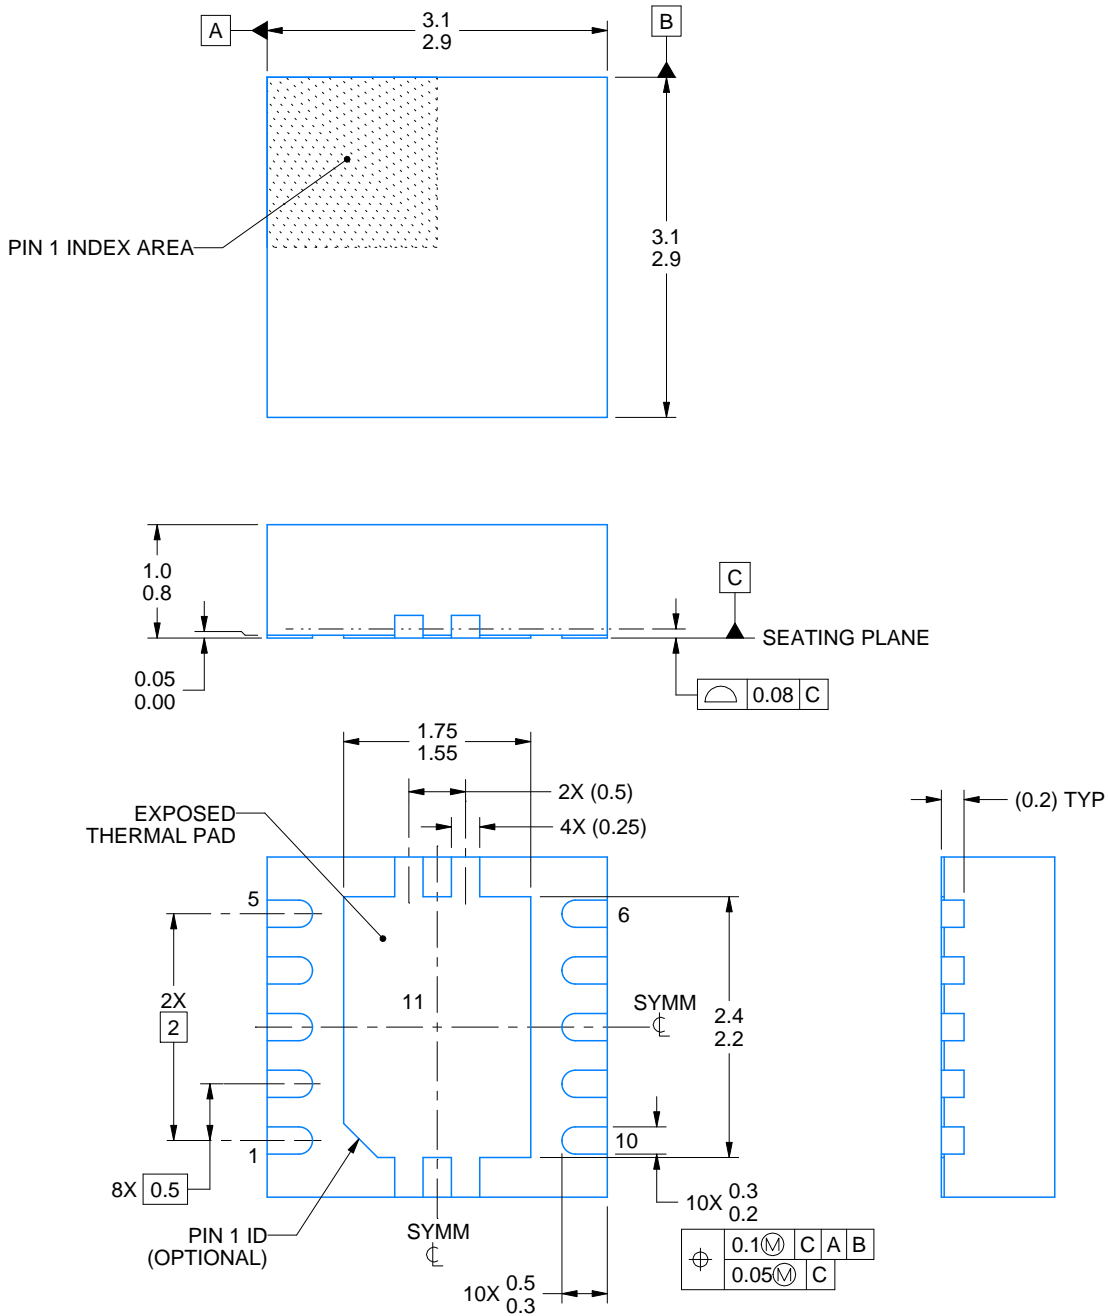 A
3.1
2.9
B
PIN 1 INDEX AREA
3.1
2.9
1.0
0.8
C
SEATING PLANE
0.05
0.00
0.08 C
1.75
1.55
EXPOSED
THERMAL PAD
2X (0.5)
4X (0.25)
(0.2) TYP
5
6
2X
2
11
SYMM
2.4
2.2
1
10
8X 0.5
PIN 1 ID
(OPTIONAL)
SYMM
10X 0.3
0.2
0.1Ⓜ C A B
0.05Ⓜ C
10X 0.5
0.3